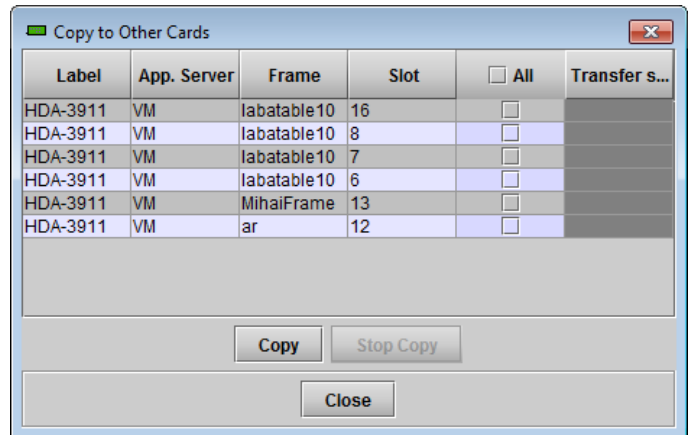 Copy to Other Cards
Label App. Server Frame Slot All Transfer s...
HDA-3911 VM labatable10 16
HDA-3911 VM labatable10 8
HDA-3911 VM labatable10 7
HDA-3911 VM labatable10 6
HDA-3911 VM MihaiFrame 13
HDA-3911 VM ar 12
Copy Stop Copy
Close